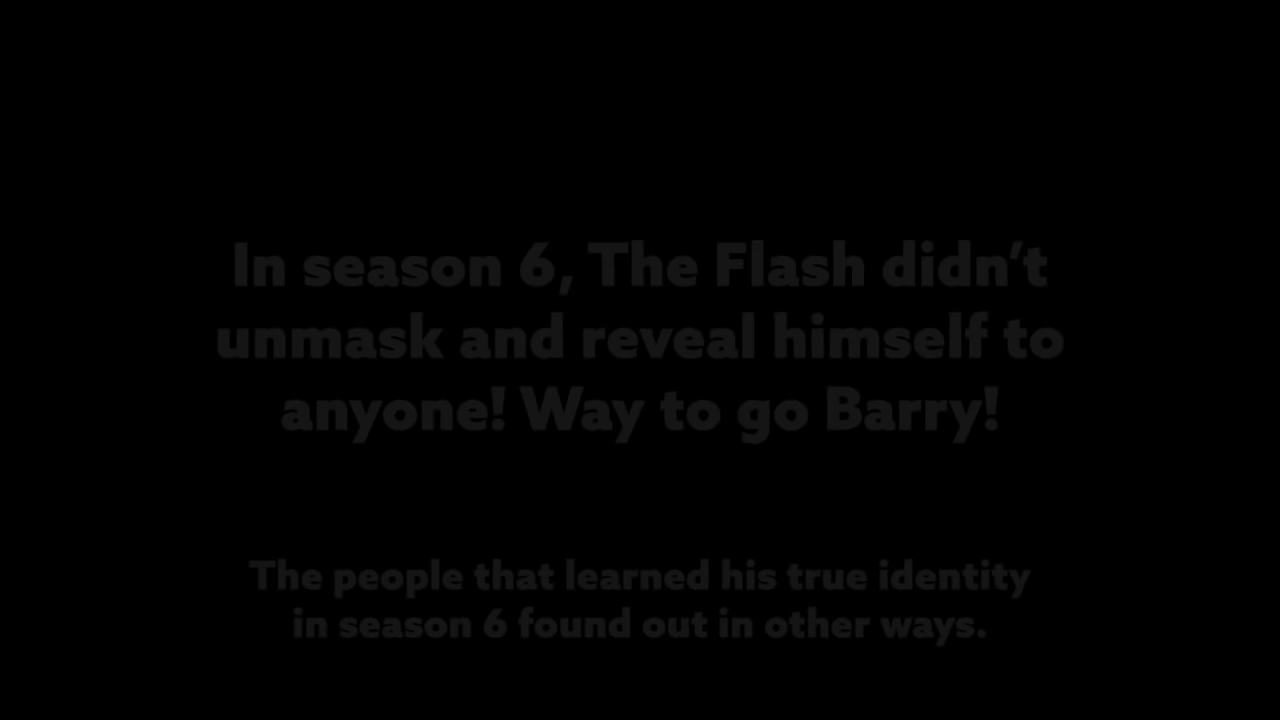 In season 6, The Flash didn’t
unmask and reveal himself to
anyone! Way to go Barry!
The people that learned his true identity
in season 6 found out in other ways.